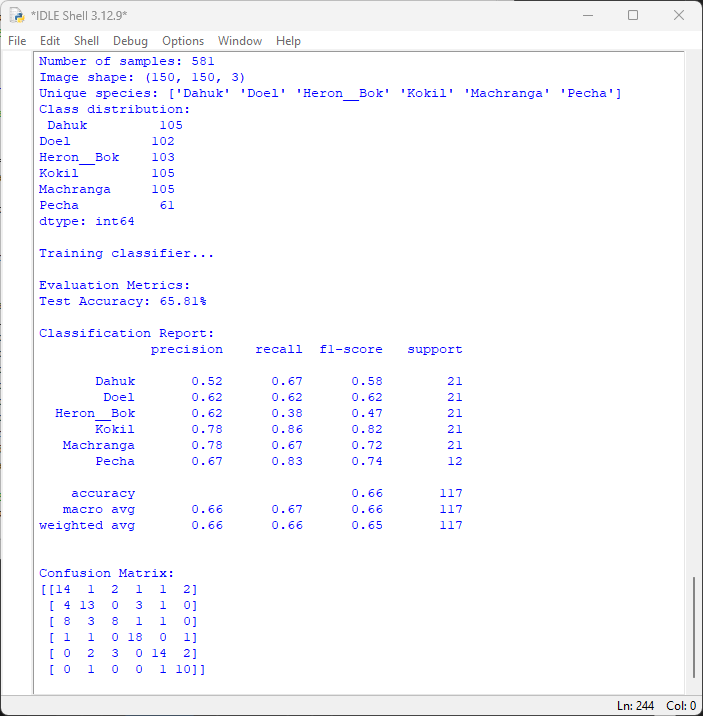 *IDLE Shell 3.12.9*
File Edit Shell Debug Options Window Help
Number of samples: 581
Image shape: (150, 150, 3)
Unique species: ['Dahuk' 'Doel' 'Heron__Bok' 'Kokil' 'Machranga' 'Pecha']
Class distribution:
 Dahuk         105
Doel          102
Heron__Bok    103
Kokil         105
Machranga     105
Pecha          61
dtype: int64

Training classifier...

Evaluation Metrics:
Test Accuracy: 65.81%

Classification Report:
              precision    recall  f1-score   support

       Dahuk       0.52      0.67      0.58        21
        Doel       0.62      0.62      0.62        21
  Heron__Bok       0.62      0.38      0.47        21
       Kokil       0.78      0.86      0.82        21
   Machranga       0.78      0.67      0.72        21
       Pecha       0.67      0.83      0.74        12

    accuracy                           0.66       117
   macro avg       0.66      0.67      0.66       117
weighted avg       0.66      0.66      0.65       117


Confusion Matrix:
[[14  1  2  1  1  2]
 [ 4 13  0  3  1  0]
 [ 8  3  8  1  1  0]
 [ 1  1  0 18  0  1]
 [ 0  2  3  0 14  2]
 [ 0  1  0  0  1 10]]
Ln: 244 Col: 0